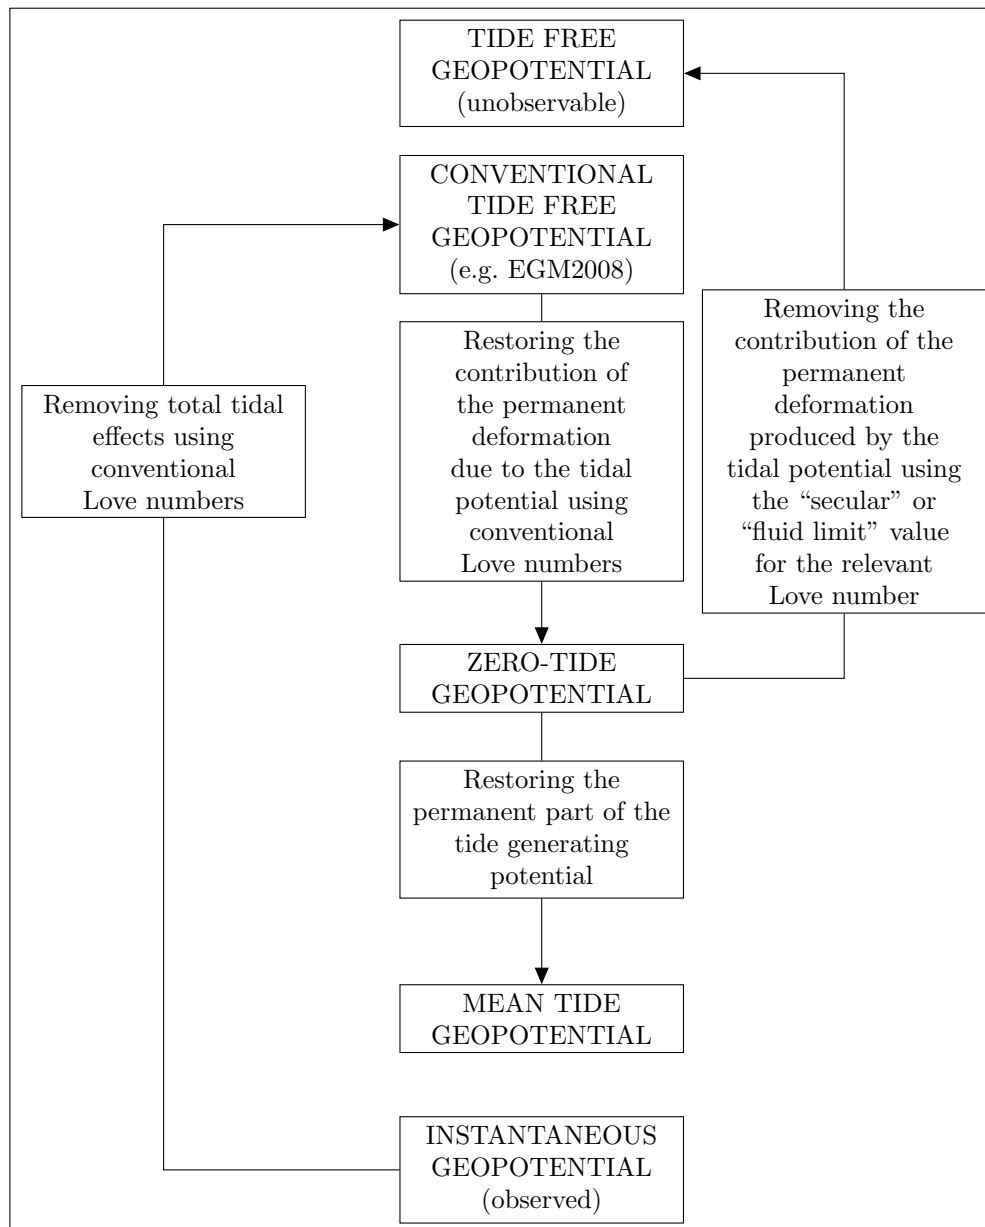 TIDE FREE
GEOPOTENTIAL
(unobservable)
CONVENTIONAL
TIDE FREE
GEOPOTENTIAL
(e.g. EGM2008)
Removing the
contribution of the
permanent
deformation
produced by the
tidal potential using
the “secular” or
“fluid limit” value
for the relevant
Love number
Restoring the
contribution of
the permanent
deformation
due to the tidal
potential using
conventional
Love numbers
Removing total tidal
effects using
conventional
Love numbers
ZERO-TIDE
GEOPOTENTIAL
Restoring the
permanent part of the
tide generating
potential
MEAN TIDE
GEOPOTENTIAL
INSTANTANEOUS
GEOPOTENTIAL
(observed)